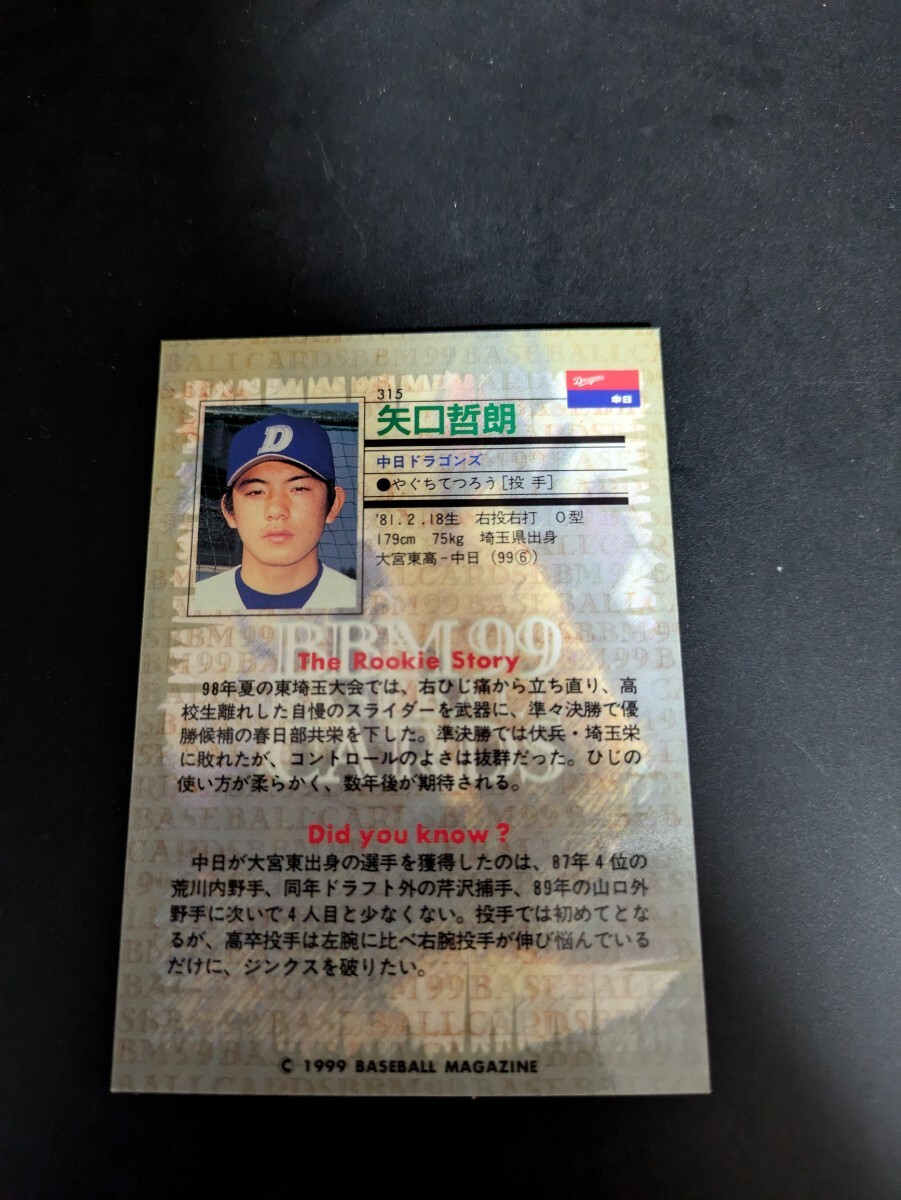 315
矢口哲朗
Dragons
中日
D
中日ドラゴンズ
●やぐちてつろう[投 手]
'81.2.18生 右投右打 O型
179cm 75kg 埼玉県出身
大宮東高-中日(99⑥)
BBM 99
The Rookie Story
98年夏の東埼玉大会では、右ひじ痛から立ち直り、高
校生離れした自慢のスライダーを武器に、準々決勝で優
勝候補の春日部共栄を下した。準決勝では伏兵・埼玉栄
に敗れたが、コントロールのよさは抜群だった。ひじの
使い方が柔らかく、数年後が期待される。
Did you know?
中日が大宮東出身の選手を獲得したのは、87年4位の
荒川内野手、同年ドラフト外の芹沢捕手、89年の山口外
野手に次いで4人目と少なくない。投手では初めてとな
るが、高卒投手は左腕に比べ右腕投手が伸び悩んでいる
だけに、ジンクスを破りたい。
© 1999 BASEBALL MAGAZINE